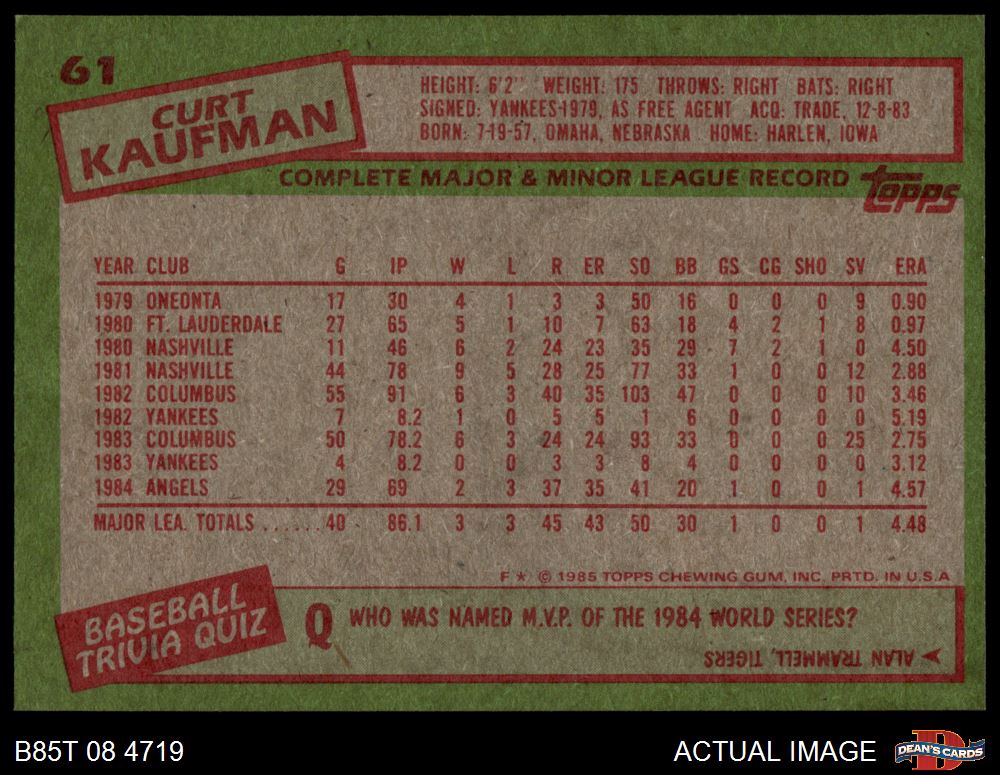 61
CURT
KAUFMAN
HEIGHT: 6'2" WEIGHT: 175 THROWS: RIGHT BATS: RIGHT
SIGNED: YANKEES-1979, AS FREE AGENT ACQ: TRADE, 12-8-83
BORN: 7-19-57, OMAHA, NEBRASKA HOME: HARLEN, IOWA
COMPLETE MAJOR & MINOR LEAGUE RECORD topps
YEAR CLUB G IP W L R ER SO BB GS CG SHO SV ERA
1979 ONEONTA 17 30 4 1 3 3 50 16 0 0 0 9 0.90
1980 FT. LAUDERDALE 27 65 5 1 10 7 63 18 4 2 1 8 0.97
1980 NASHVILLE 11 46 6 2 24 23 35 29 7 2 1 0 4.50
1981 NASHVILLE 44 78 9 5 28 25 77 33 1 0 0 12 2.88
1982 COLUMBUS 55 91 6 3 40 35 103 47 0 0 0 10 3.46
1982 YANKEES 7 8.2 1 0 5 5 1 6 0 0 0 0 5.19
1983 COLUMBUS 50 78.2 6 3 24 24 93 33 0 0 0 25 2.75
1983 YANKEES 4 8.2 0 0 3 3 8 4 0 0 0 0 3.12
1984 ANGELS 29 69 2 3 37 35 41 20 1 0 0 1 4.57
MAJOR LEA. TOTALS ...... 40 86.1 3 3 45 43 50 30 1 0 0 1 4.48
F * © 1985 TOPPS CHEWING GUM, INC. PRTD. IN U.S.A
BASEBALL
TRIVIA QUIZ
Q WHO WAS NAMED M.V.P. OF THE 1984 WORLD SERIES?
ALAN TRAMMELL, TIGERS
B85T 08 4719
ACTUAL IMAGE
DEAN'S CARDS